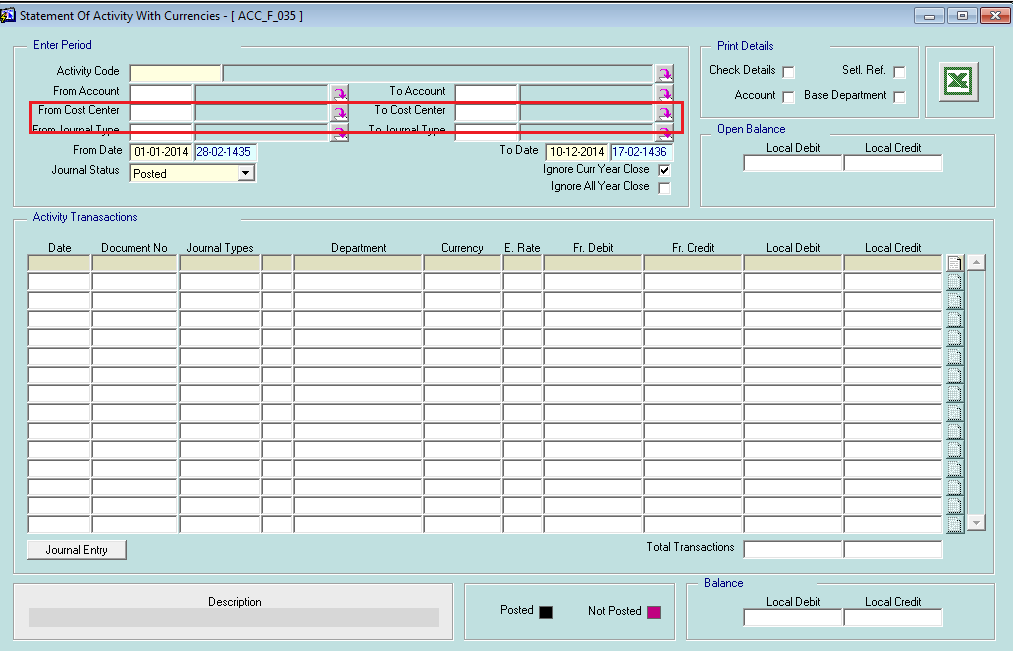 Statement Of Activity With Currencies - [ ACC_F_035 ]
Enter Period
Activity Code
From Account To Account
From Cost Center To Cost Center
From Journal Type To Journal Type
From Date 01-01-2014 28-02-1435 To Date 10-12-2014 17-02-1436
Journal Status Posted Ignore Curr Year Close
Ignore All Year Close
Print Details
Check Details Setl. Ref.
Account Base Department
Open Balance
Local Debit Local Credit
Activity Tranasactions
Date Document No Journal Types Department Currency E. Rate Fr. Debit Fr. Credit Local Debit Local Credit
Journal Entry Total Transactions
Description
Posted Not Posted
Balance
Local Debit Local Credit